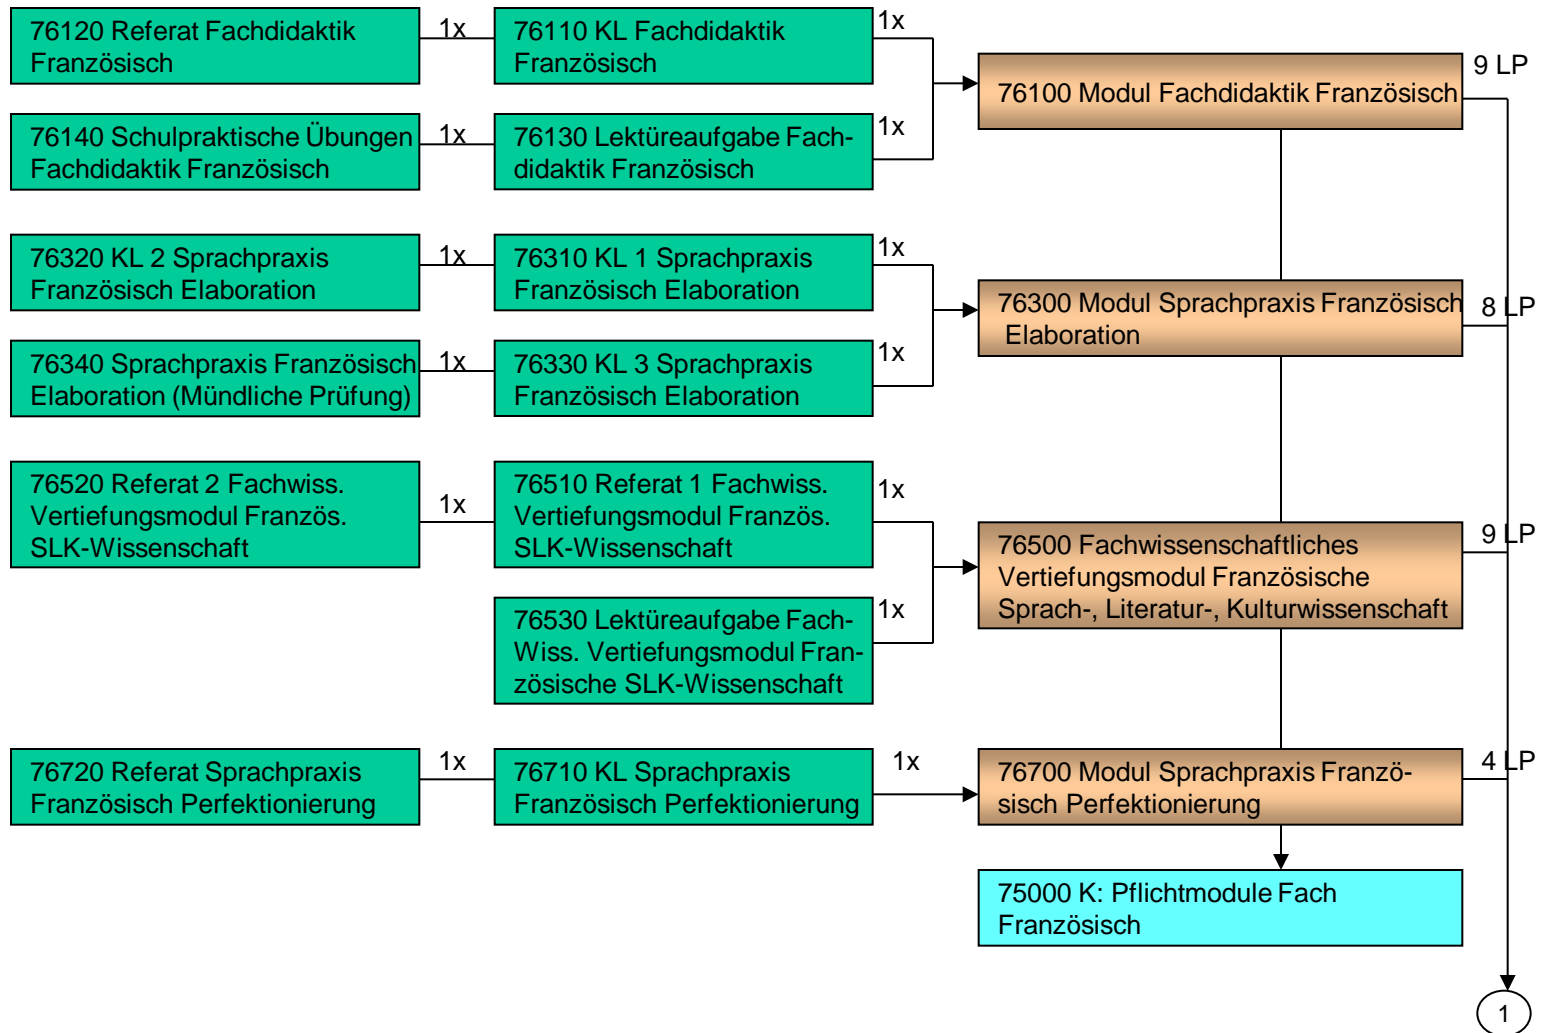 76120 Referat Fachdidaktik
Französisch
1x
76110 KL Fachdidaktik
Französisch
1x
76100 Modul Fachdidaktik Französisch
9 LP
76140 Schulpraktische Übungen
Fachdidaktik Französisch
1x
76130 Lektüreaufgabe Fach-
didaktik Französisch
1x
76320 KL 2 Sprachpraxis
Französisch Elaboration
1x
76310 KL 1 Sprachpraxis
Französisch Elaboration
1x
76300 Modul Sprachpraxis Französisch
Elaboration
8 LP
76340 Sprachpraxis Französisch
Elaboration (Mündliche Prüfung)
1x
76330 KL 3 Sprachpraxis
Französisch Elaboration
1x
76520 Referat 2 Fachwiss.
Vertiefungsmodul Französ.
SLK-Wissenschaft
1x
76510 Referat 1 Fachwiss.
Vertiefungsmodul Französ.
SLK-Wissenschaft
1x
76500 Fachwissenschaftliches
Vertiefungsmodul Französische
Sprach-, Literatur-, Kulturwissenschaft
9 LP
76530 Lektüreaufgabe Fach-
Wiss. Vertiefungsmodul Fran-
zösische SLK-Wissenschaft
1x
76720 Referat Sprachpraxis
Französisch Perfektionierung
1x
76710 KL Sprachpraxis
Französisch Perfektionierung
1x
76700 Modul Sprachpraxis Franzö-
sisch Perfektionierung
4 LP
75000 K: Pflichtmodule Fach
Französisch
1